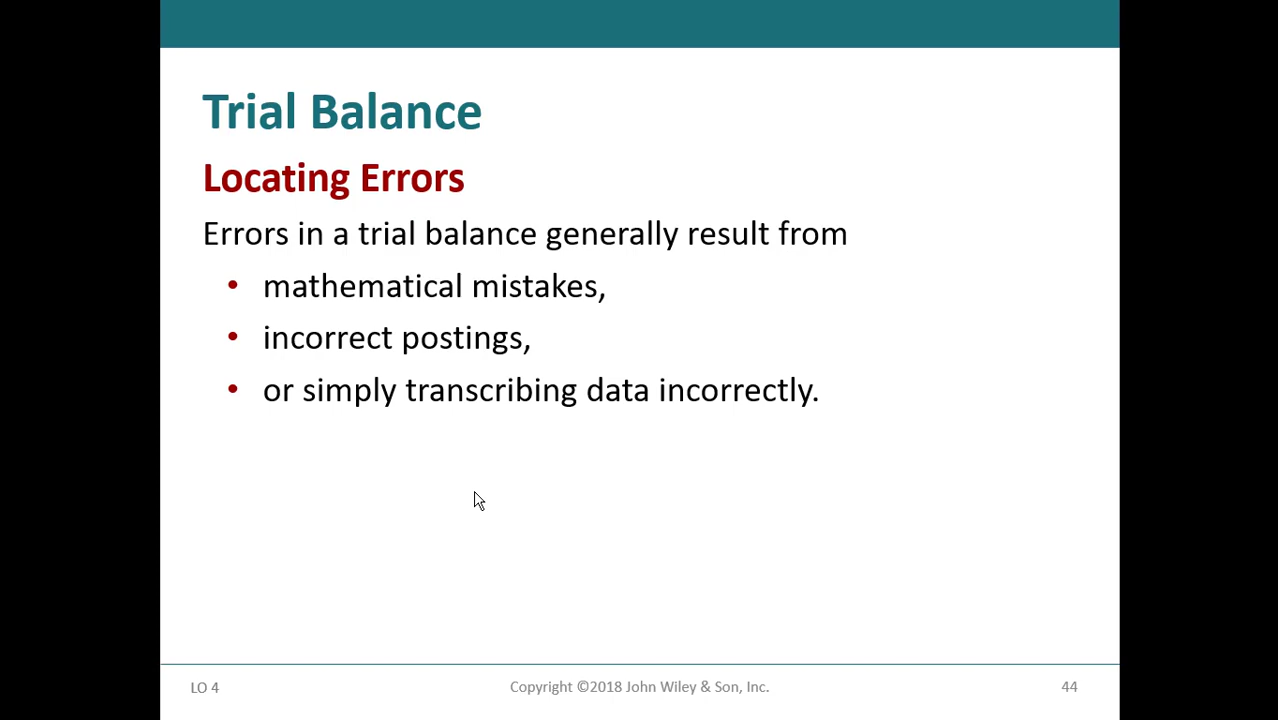 Trial Balance
Locating Errors
Errors in a trial balance generally result from
• mathematical mistakes,
• incorrect postings,
• or simply transcribing data incorrectly.
LO 4
Copyright ©2018 John Wiley & Son, Inc.
44